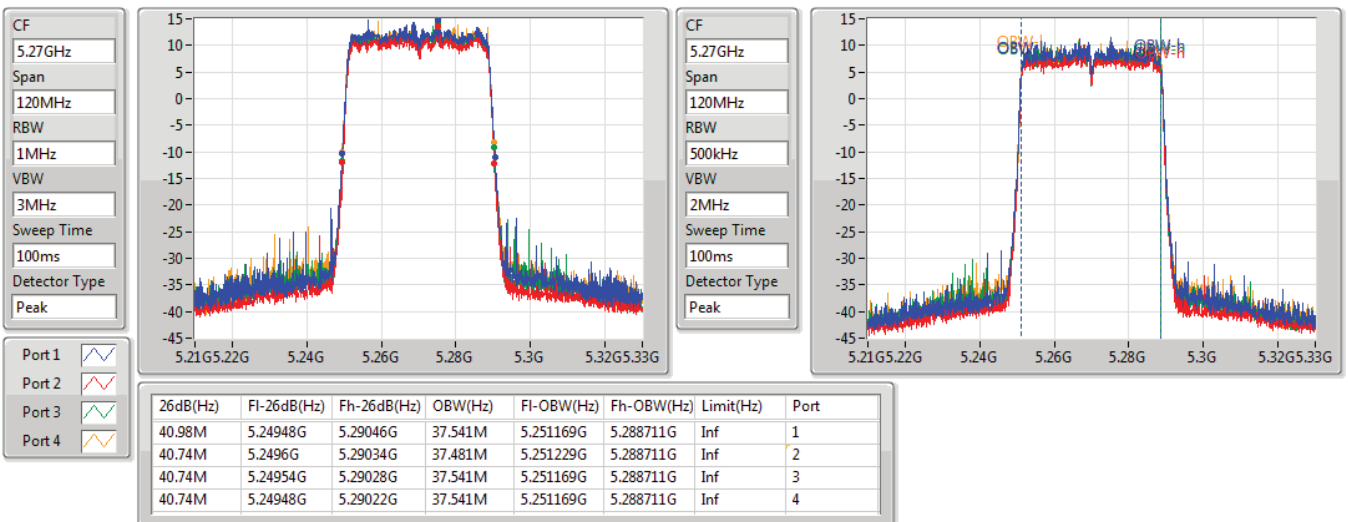 CF
5.27GHz
Span
120MHz
RBW
1MHz
VBW
3MHz
Sweep Time
100ms
Detector Type
Peak
15
10
5
0
-5
-10
-15
-20
-25
-30
-35
-40
-45
5.21G5.22G 5.24G 5.26G 5.28G 5.3G 5.32G5.33G
CF
5.27GHz
Span
120MHz
RBW
500kHz
VBW
2MHz
Sweep Time
100ms
Detector Type
Peak
15
10
5
0
-5
-10
-15
-20
-25
-30
-35
-40
-45
OBW-h
5.21G5.22G 5.24G 5.26G 5.28G 5.3G 5.32G5.33G
Port 1
Port 2
Port 3
Port 4
26dB(Hz) Fl-26dB(Hz) Fh-26dB(Hz) OBW(Hz) Fl-OBW(Hz) Fh-OBW(Hz) Limit(Hz) Port
40.98M 5.24948G 5.29046G 37.541M 5.251169G 5.288711G Inf 1
40.74M 5.2496G 5.29034G 37.481M 5.251229G 5.288711G Inf 2
40.74M 5.24954G 5.29028G 37.541M 5.251169G 5.288711G Inf 3
40.74M 5.24948G 5.29022G 37.541M 5.251169G 5.288711G Inf 4